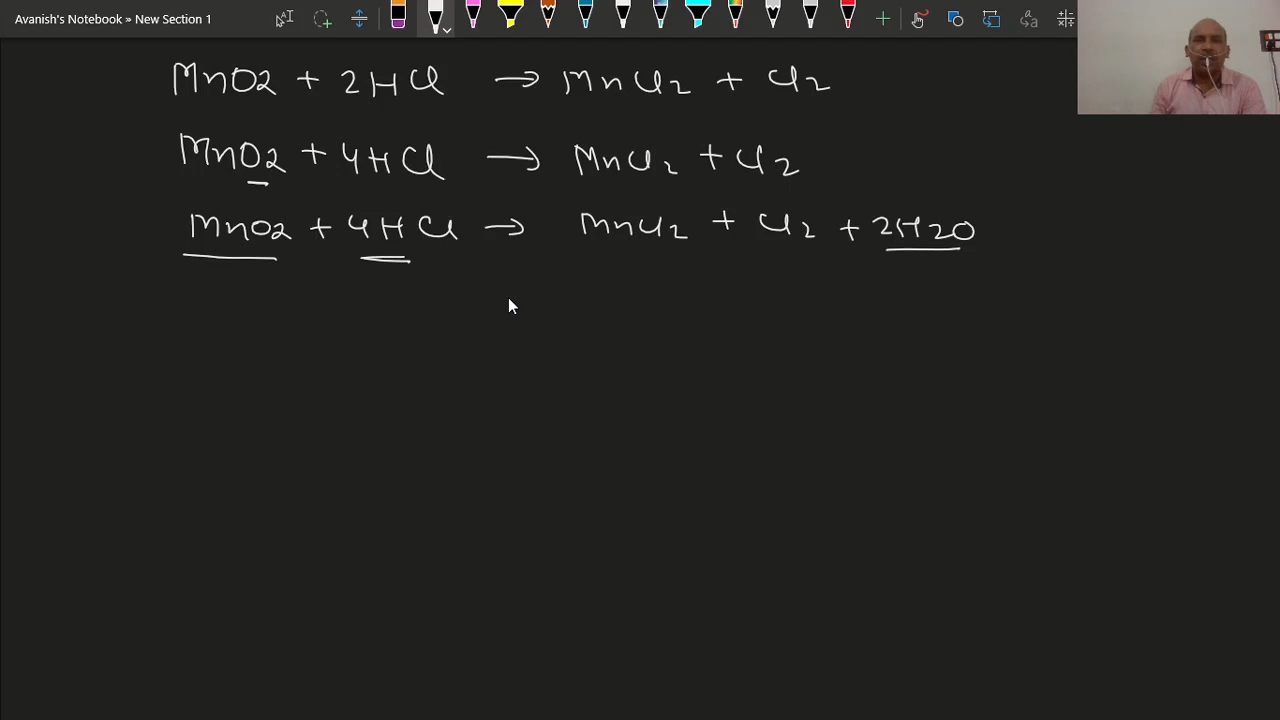 Avanish's Notebook » New Section 1
MnO2 + 2HCl → MnCl2 + Cl2
MnO2 + 4HCl → MnCl2 + Cl2
MnO2 + 4HCl → MnCl2 + Cl2 + 2H2O